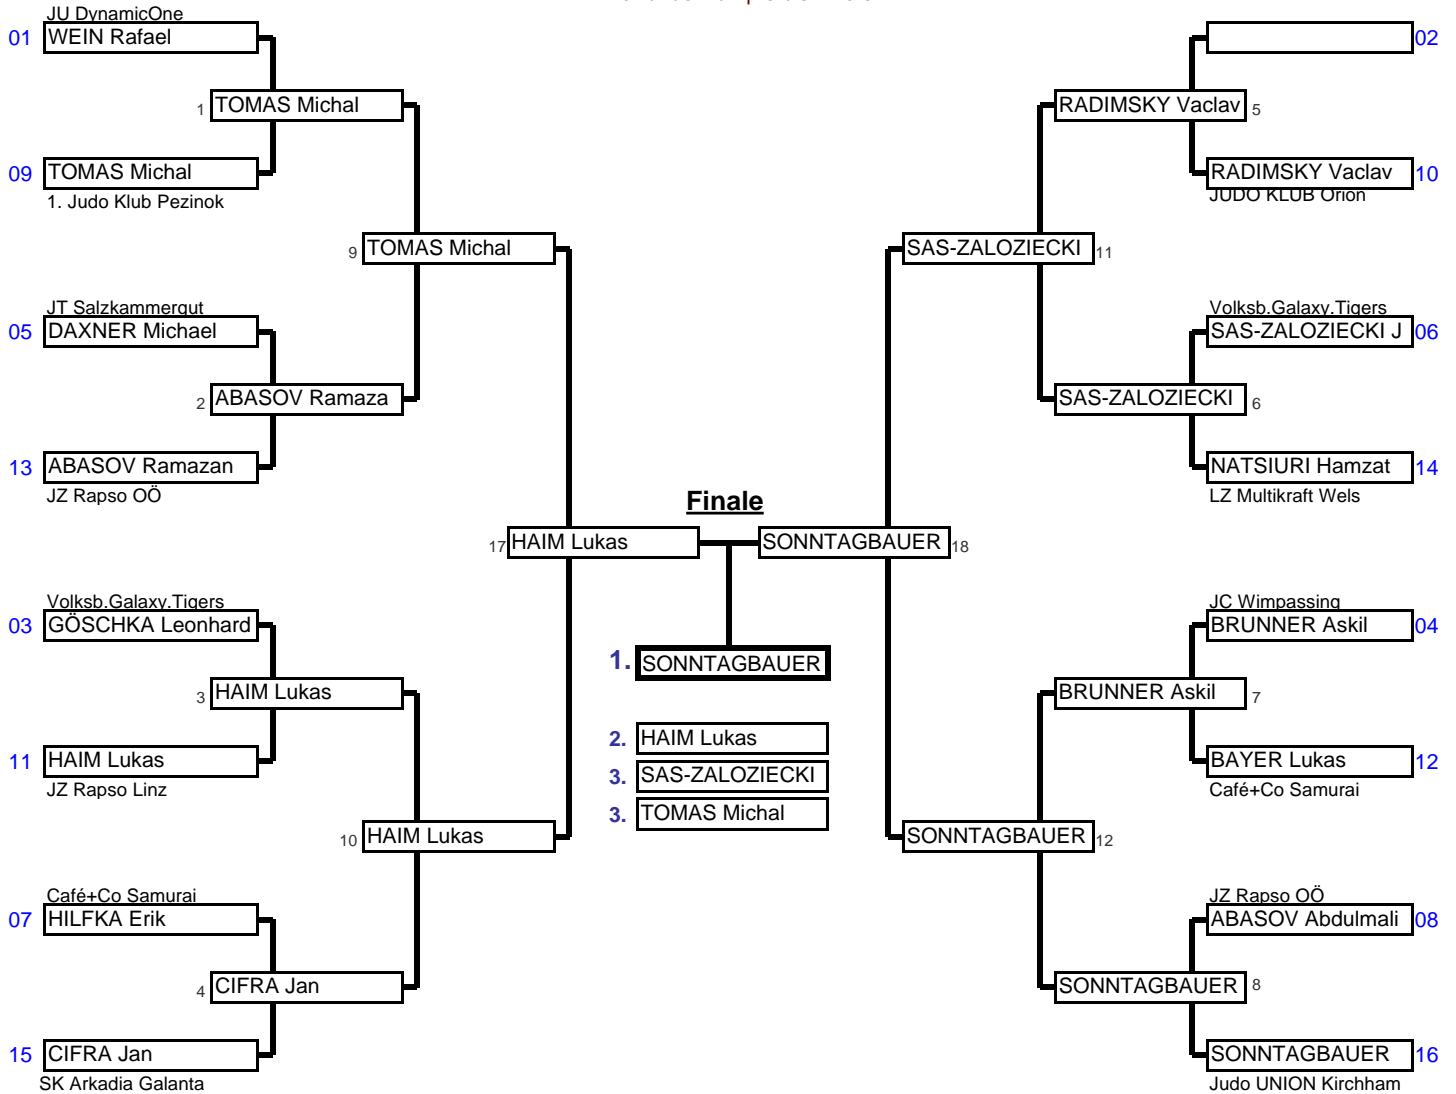 JU DynamicOne
01 WEIN Rafael
1 TOMAS Michal
09 TOMAS Michal
1. Judo Klub Pezinok
9 TOMAS Michal
JT Salzkammergut
05 DAXNER Michael
2 ABASOV Ramaza
13 ABASOV Ramazan
JZ Rapso OÖ
17 HAIM Lukas
Volksb.Galaxy.Tigers
03 GÖSCHKA Leonhard
3 HAIM Lukas
11 HAIM Lukas
JZ Rapso Linz
10 HAIM Lukas
Café+Co Samurai
07 HILFKA Erik
4 CIFRA Jan
15 CIFRA Jan
SK Arkadia Galanta
Finale
1. SONNTAGBAUER
2. HAIM Lukas
3. SAS-ZALOZIECKI
3. TOMAS Michal
02
RADIMSKY Vaclav 5
RADIMSKY Vaclav 10
JUDO KLUB Orion
SAS-ZALOZIECKI 11
Volksb.Galaxy.Tigers
SAS-ZALOZIECKI J 06
SAS-ZALOZIECKI 6
NATSIURI Hamzat 14
LZ Multikraft Wels
SONNTAGBAUER 18
JC Wimpassing
BRUNNER Askil 04
BRUNNER Askil 7
BAYER Lukas 12
Café+Co Samurai
SONNTAGBAUER 12
JZ Rapso OÖ
ABASOV Abdulmali 08
SONNTAGBAUER 8
SONNTAGBAUER 16
Judo UNION Kirchham